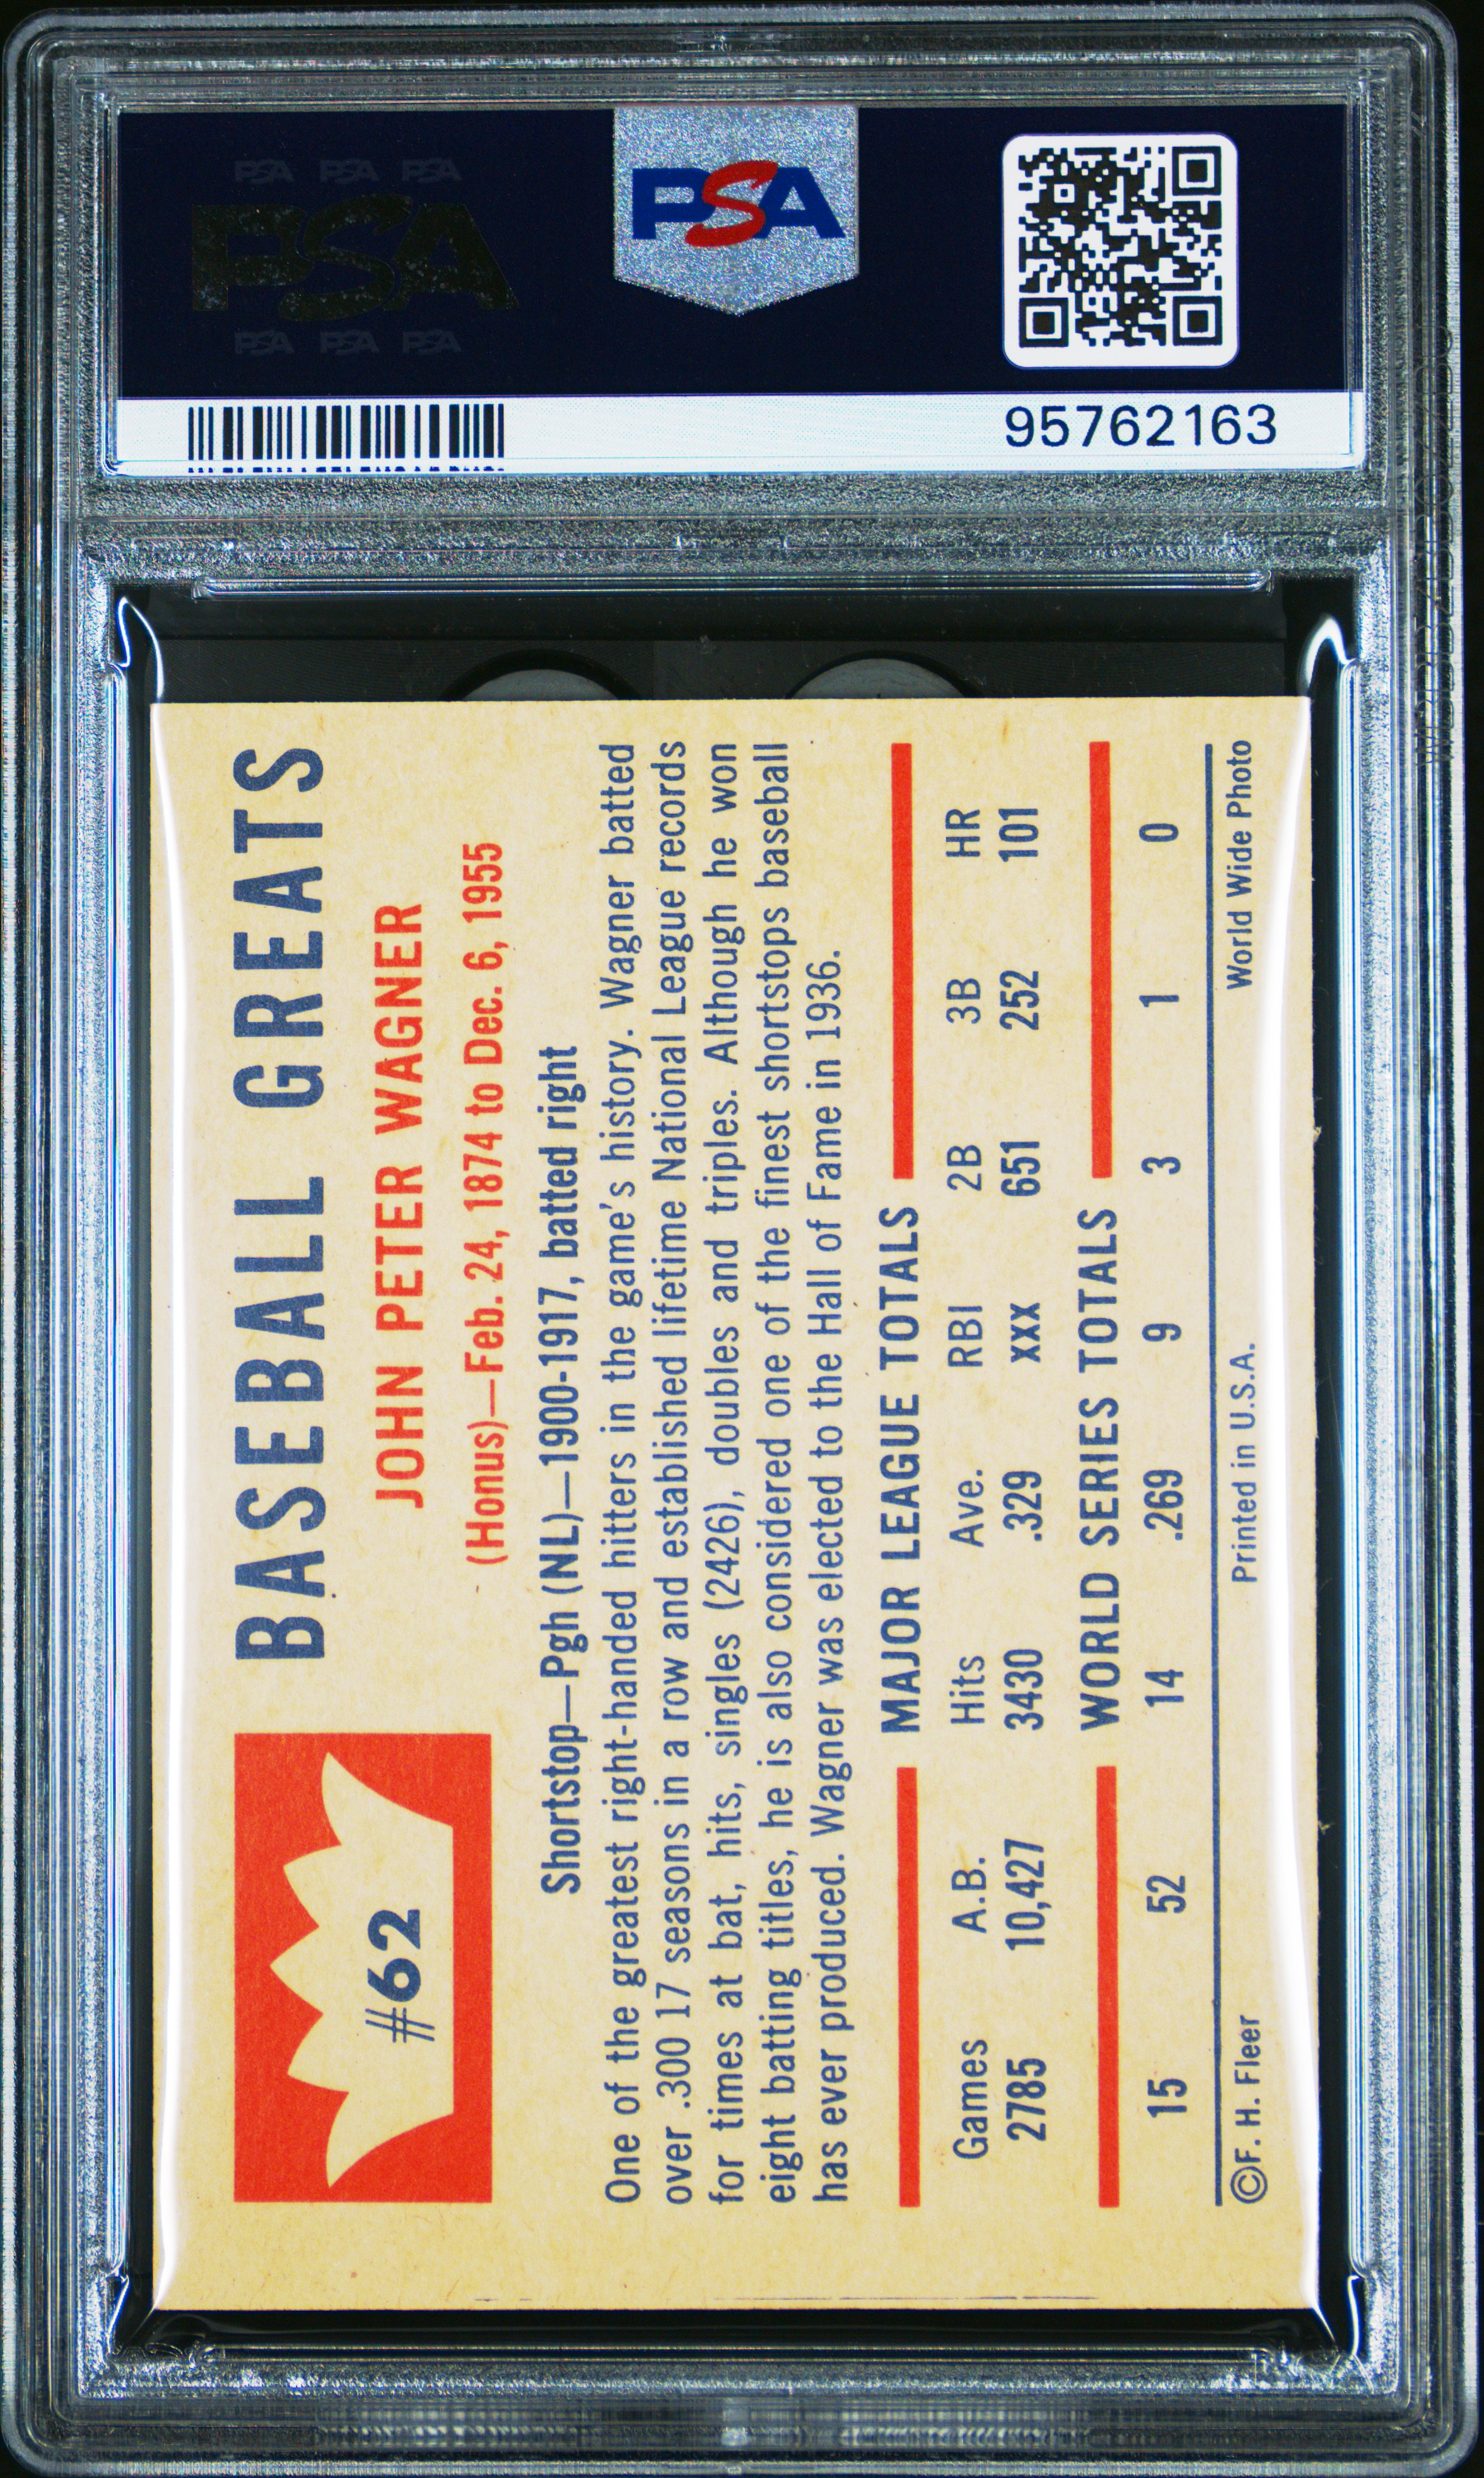 PSA PSA PSA
PSA
PSA PSA PSA
PSA
95762163
#62
BASEBALL GREATS
JOHN PETER WAGNER
(Honus)—Feb. 24, 1874 to Dec. 6, 1955
Shortstop—Pgh (NL)—1900-1917, batted right
One of the greatest right-handed hitters in the game's history. Wagner batted
over .300 17 seasons in a row and established lifetime National League records
for times at bat, hits, singles (2426), doubles and triples. Although he won
eight batting titles, he is also considered one of the finest shortstops baseball
has ever produced. Wagner was elected to the Hall of Fame in 1936.
MAJOR LEAGUE TOTALS
Games A.B. Hits Ave. RBI 2B 3B HR
2785 10,427 3430 .329 xxx 651 252 101
WORLD SERIES TOTALS
15 52 14 .269 9 3 1 0
©F. H. Fleer Printed in U.S.A. World Wide Photo